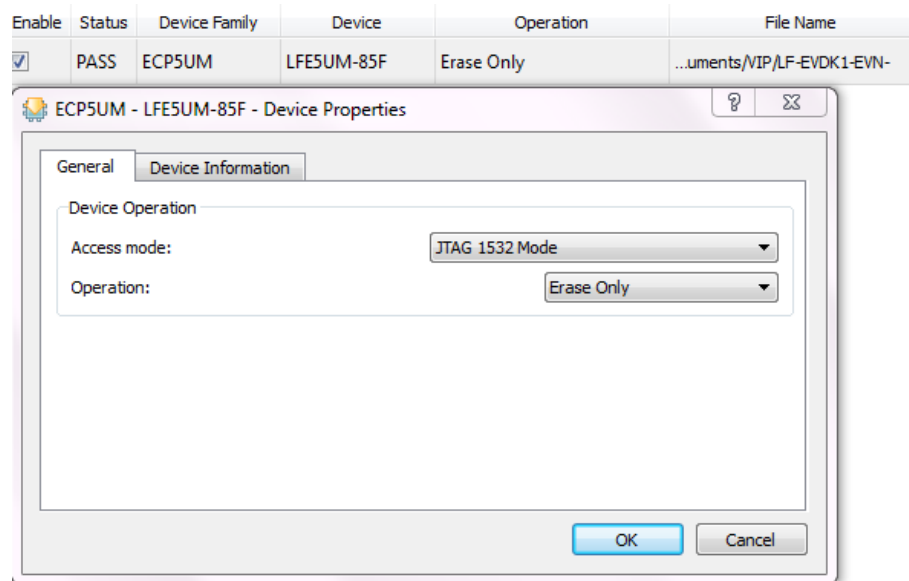 Enable Status Device Family Device Operation File Name
PASS ECP5UM LFE5UM-85F Erase Only ...uments/VIP/LF-EVDK1-EVN-
ECP5UM - LFE5UM-85F - Device Properties
General Device Information
Device Operation
Access mode: JTAG 1532 Mode
Operation: Erase Only
OK Cancel